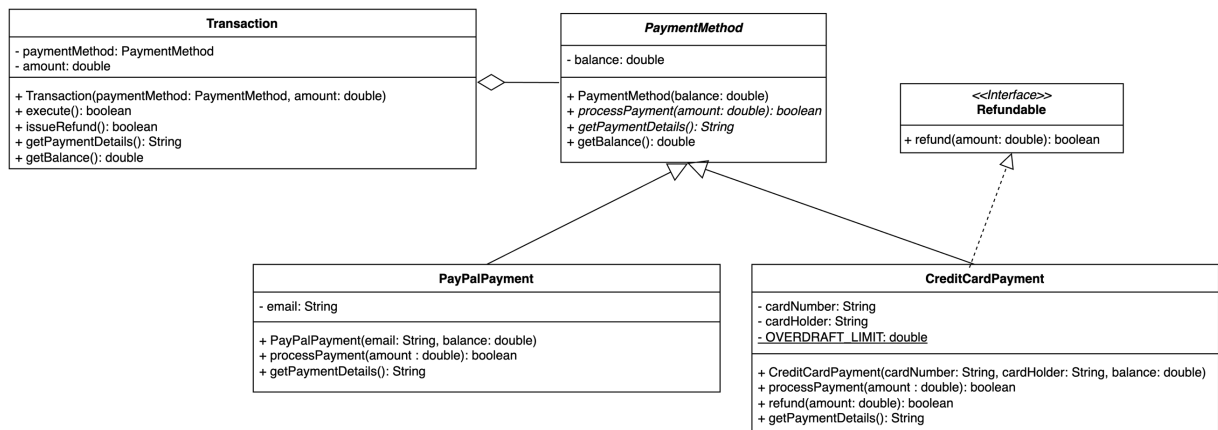 Transaction
- paymentMethod: PaymentMethod
- amount: double
+ Transaction(paymentMethod: PaymentMethod, amount: double)
+ execute(): boolean
+ issueRefund(): boolean
+ getPaymentDetails(): String
+ getBalance(): double
PaymentMethod
- balance: double
+ PaymentMethod(balance: double)
+ processPayment(amount: double): boolean
+ getPaymentDetails(): String
+ getBalance(): double
<<Interface>>
Refundable
+ refund(amount: double): boolean
PayPalPayment
- email: String
+ PayPalPayment(email: String, balance: double)
+ processPayment(amount : double): boolean
+ getPaymentDetails(): String
CreditCardPayment
- cardNumber: String
- cardHolder: String
- OVERDRAFT_LIMIT: double
+ CreditCardPayment(cardNumber: String, cardHolder: String, balance: double)
+ processPayment(amount : double): boolean
+ refund(amount: double): boolean
+ getPaymentDetails(): String